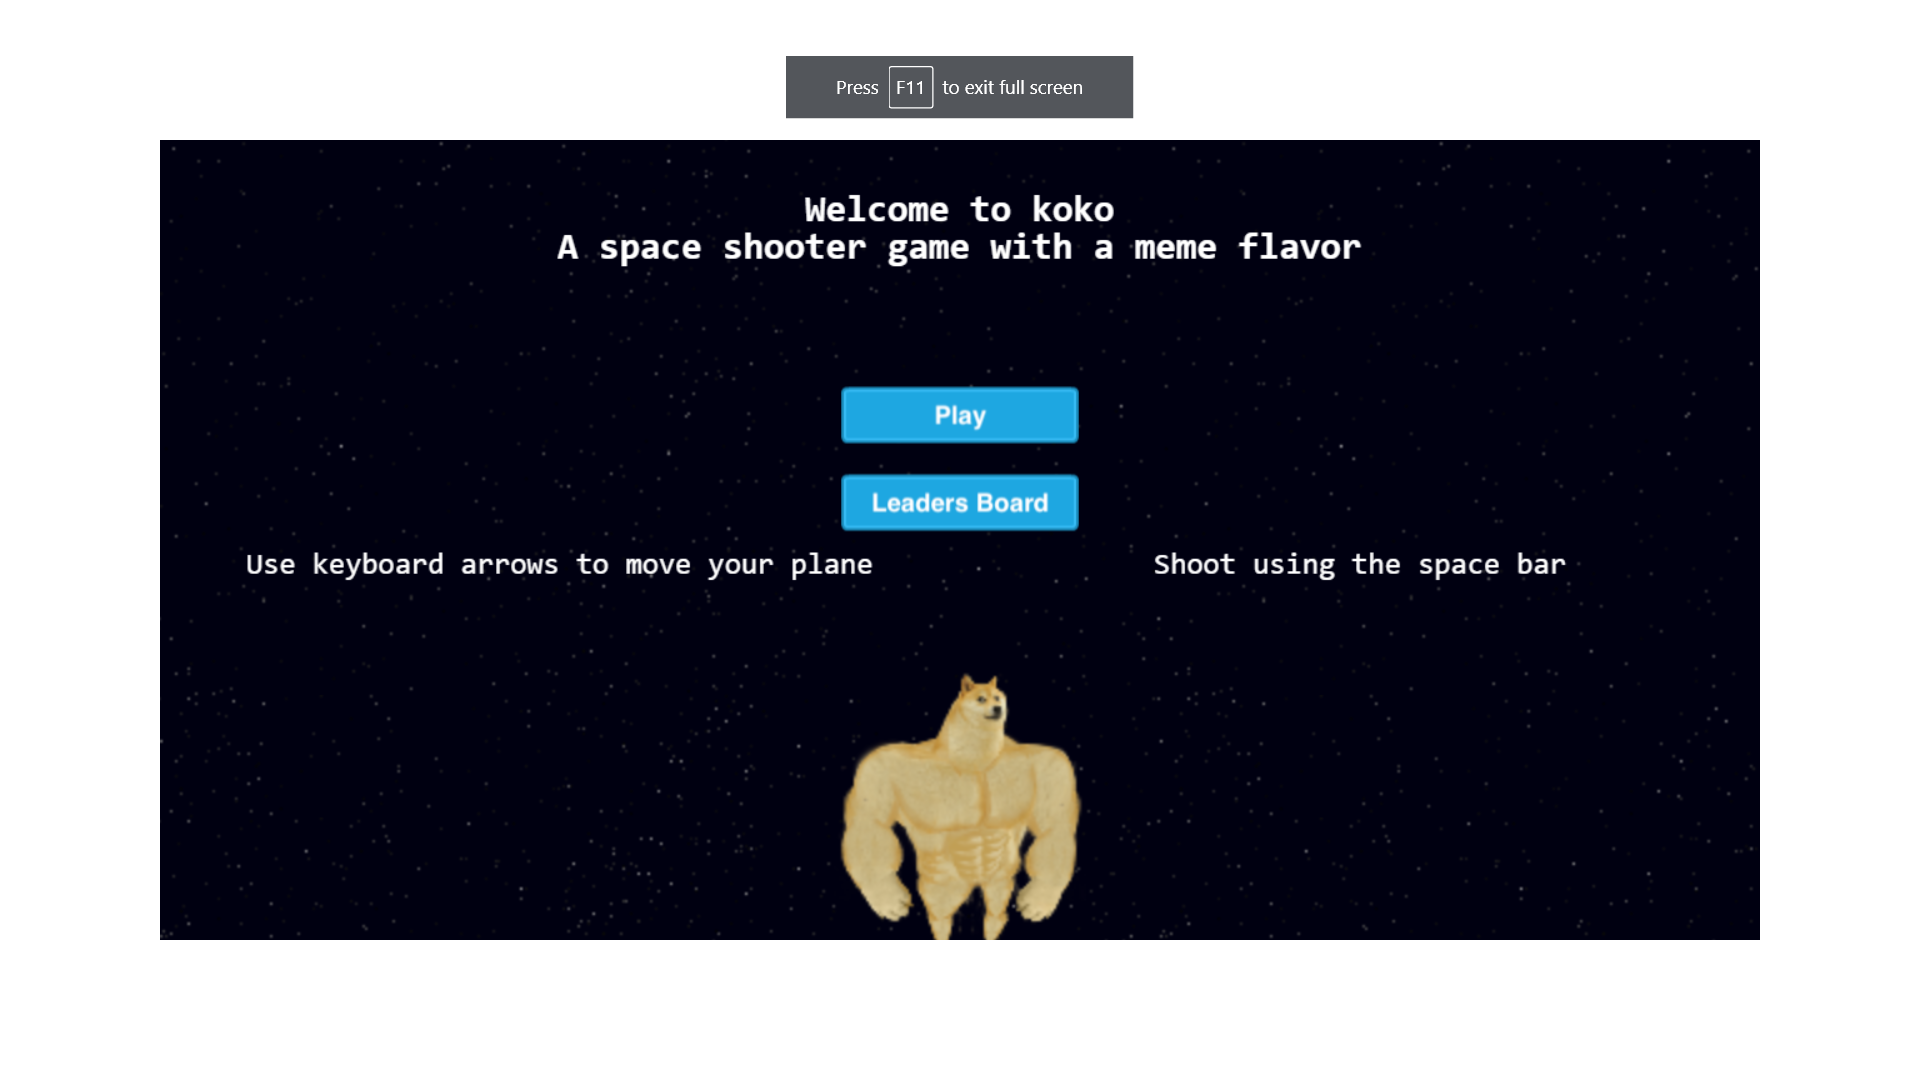 Press F11 to exit full screen
Welcome to koko
A space shooter game with a meme flavor
Play
Leaders Board
Use keyboard arrows to move your plane
Shoot using the space bar